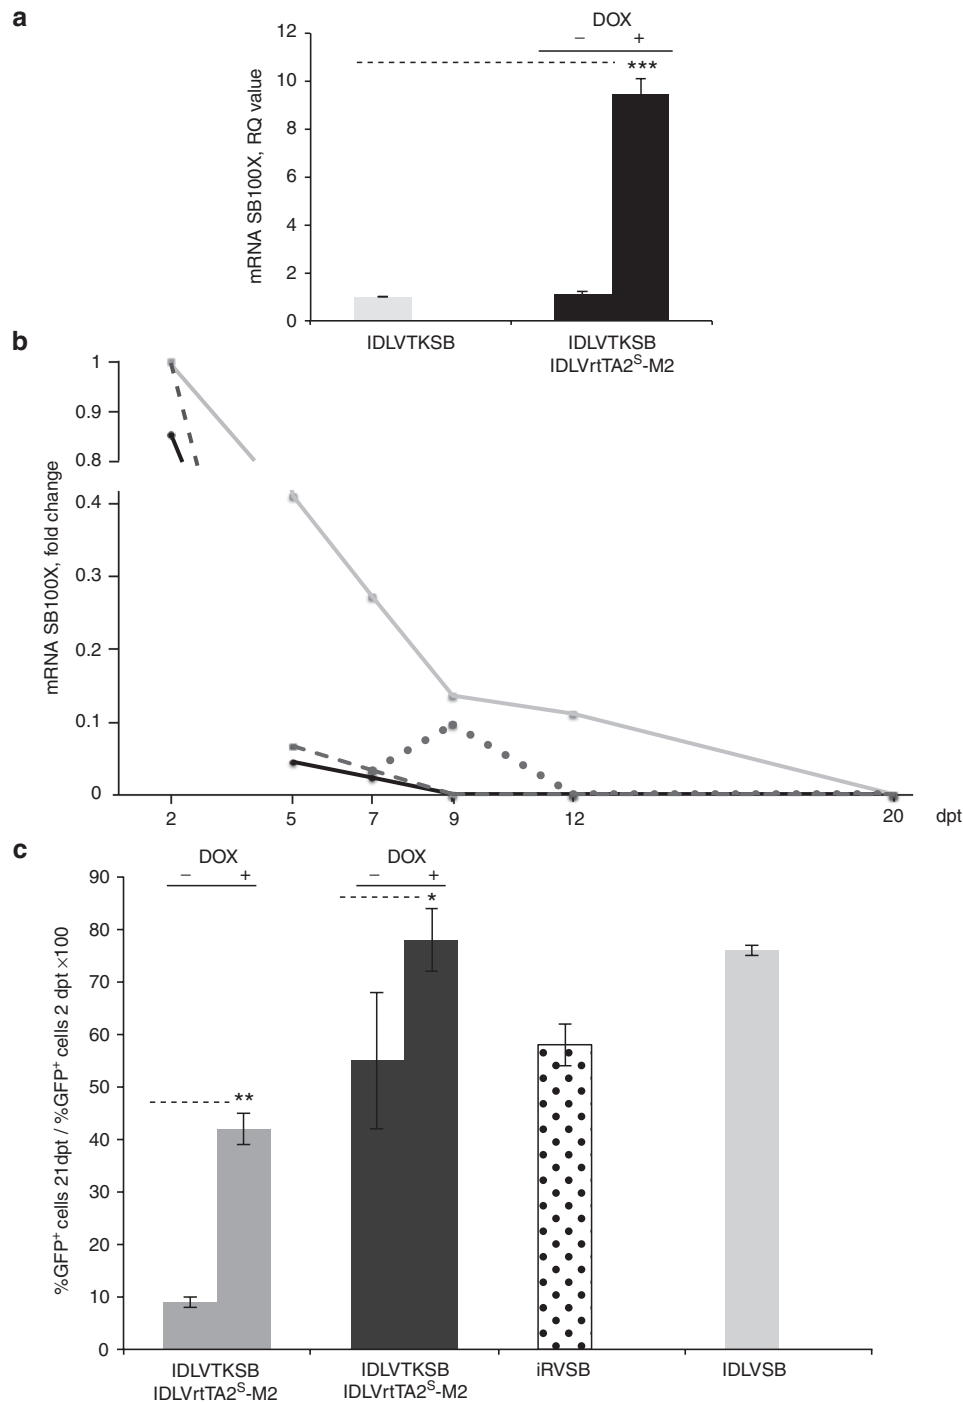 a
DOX
− +
***
mRNA SB100X, RQ value
12
10
8
6
4
2
0
IDLVTKSB
IDLVTKSB
IDLVrtTA2S-M2
b
mRNA SB100X, fold change
1
0.9
0.8
0.4
0.3
0.2
0.1
0
2 5 7 9 12 20 dpt
c
DOX
− +
DOX
− +
**
*
%GFP+ cells 21dpt / %GFP+ cells 2 dpt ×100
90
80
70
60
50
40
30
20
10
0
IDLVTKSB
IDLVrtTA2S-M2
IDLVTKSB
IDLVrtTA2S-M2
iRVSB
IDLVSB